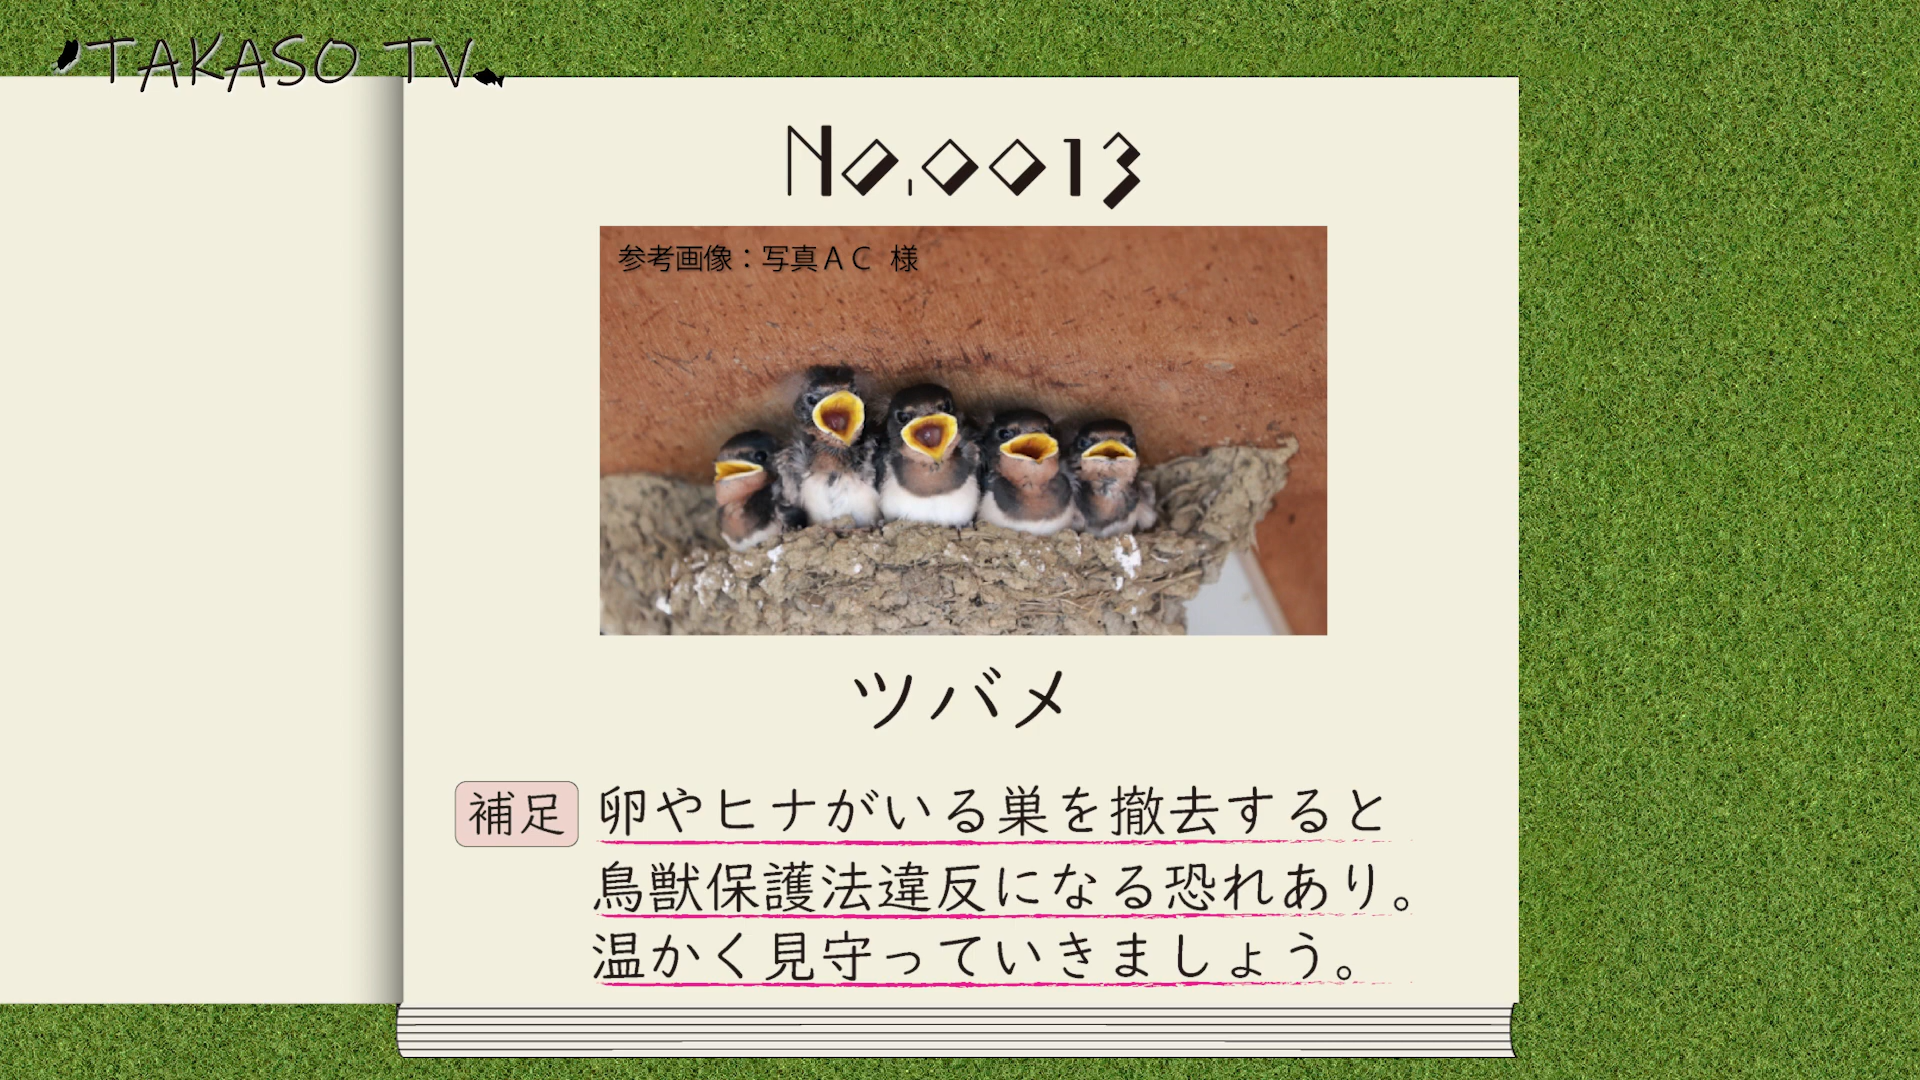 TAKASO TV
No.0013
参考画像：写真ＡＣ 様
ツバメ
補足 卵やヒナがいる巣を撤去すると
鳥獣保護法違反になる恐れあり。
温かく見守っていきましょう。